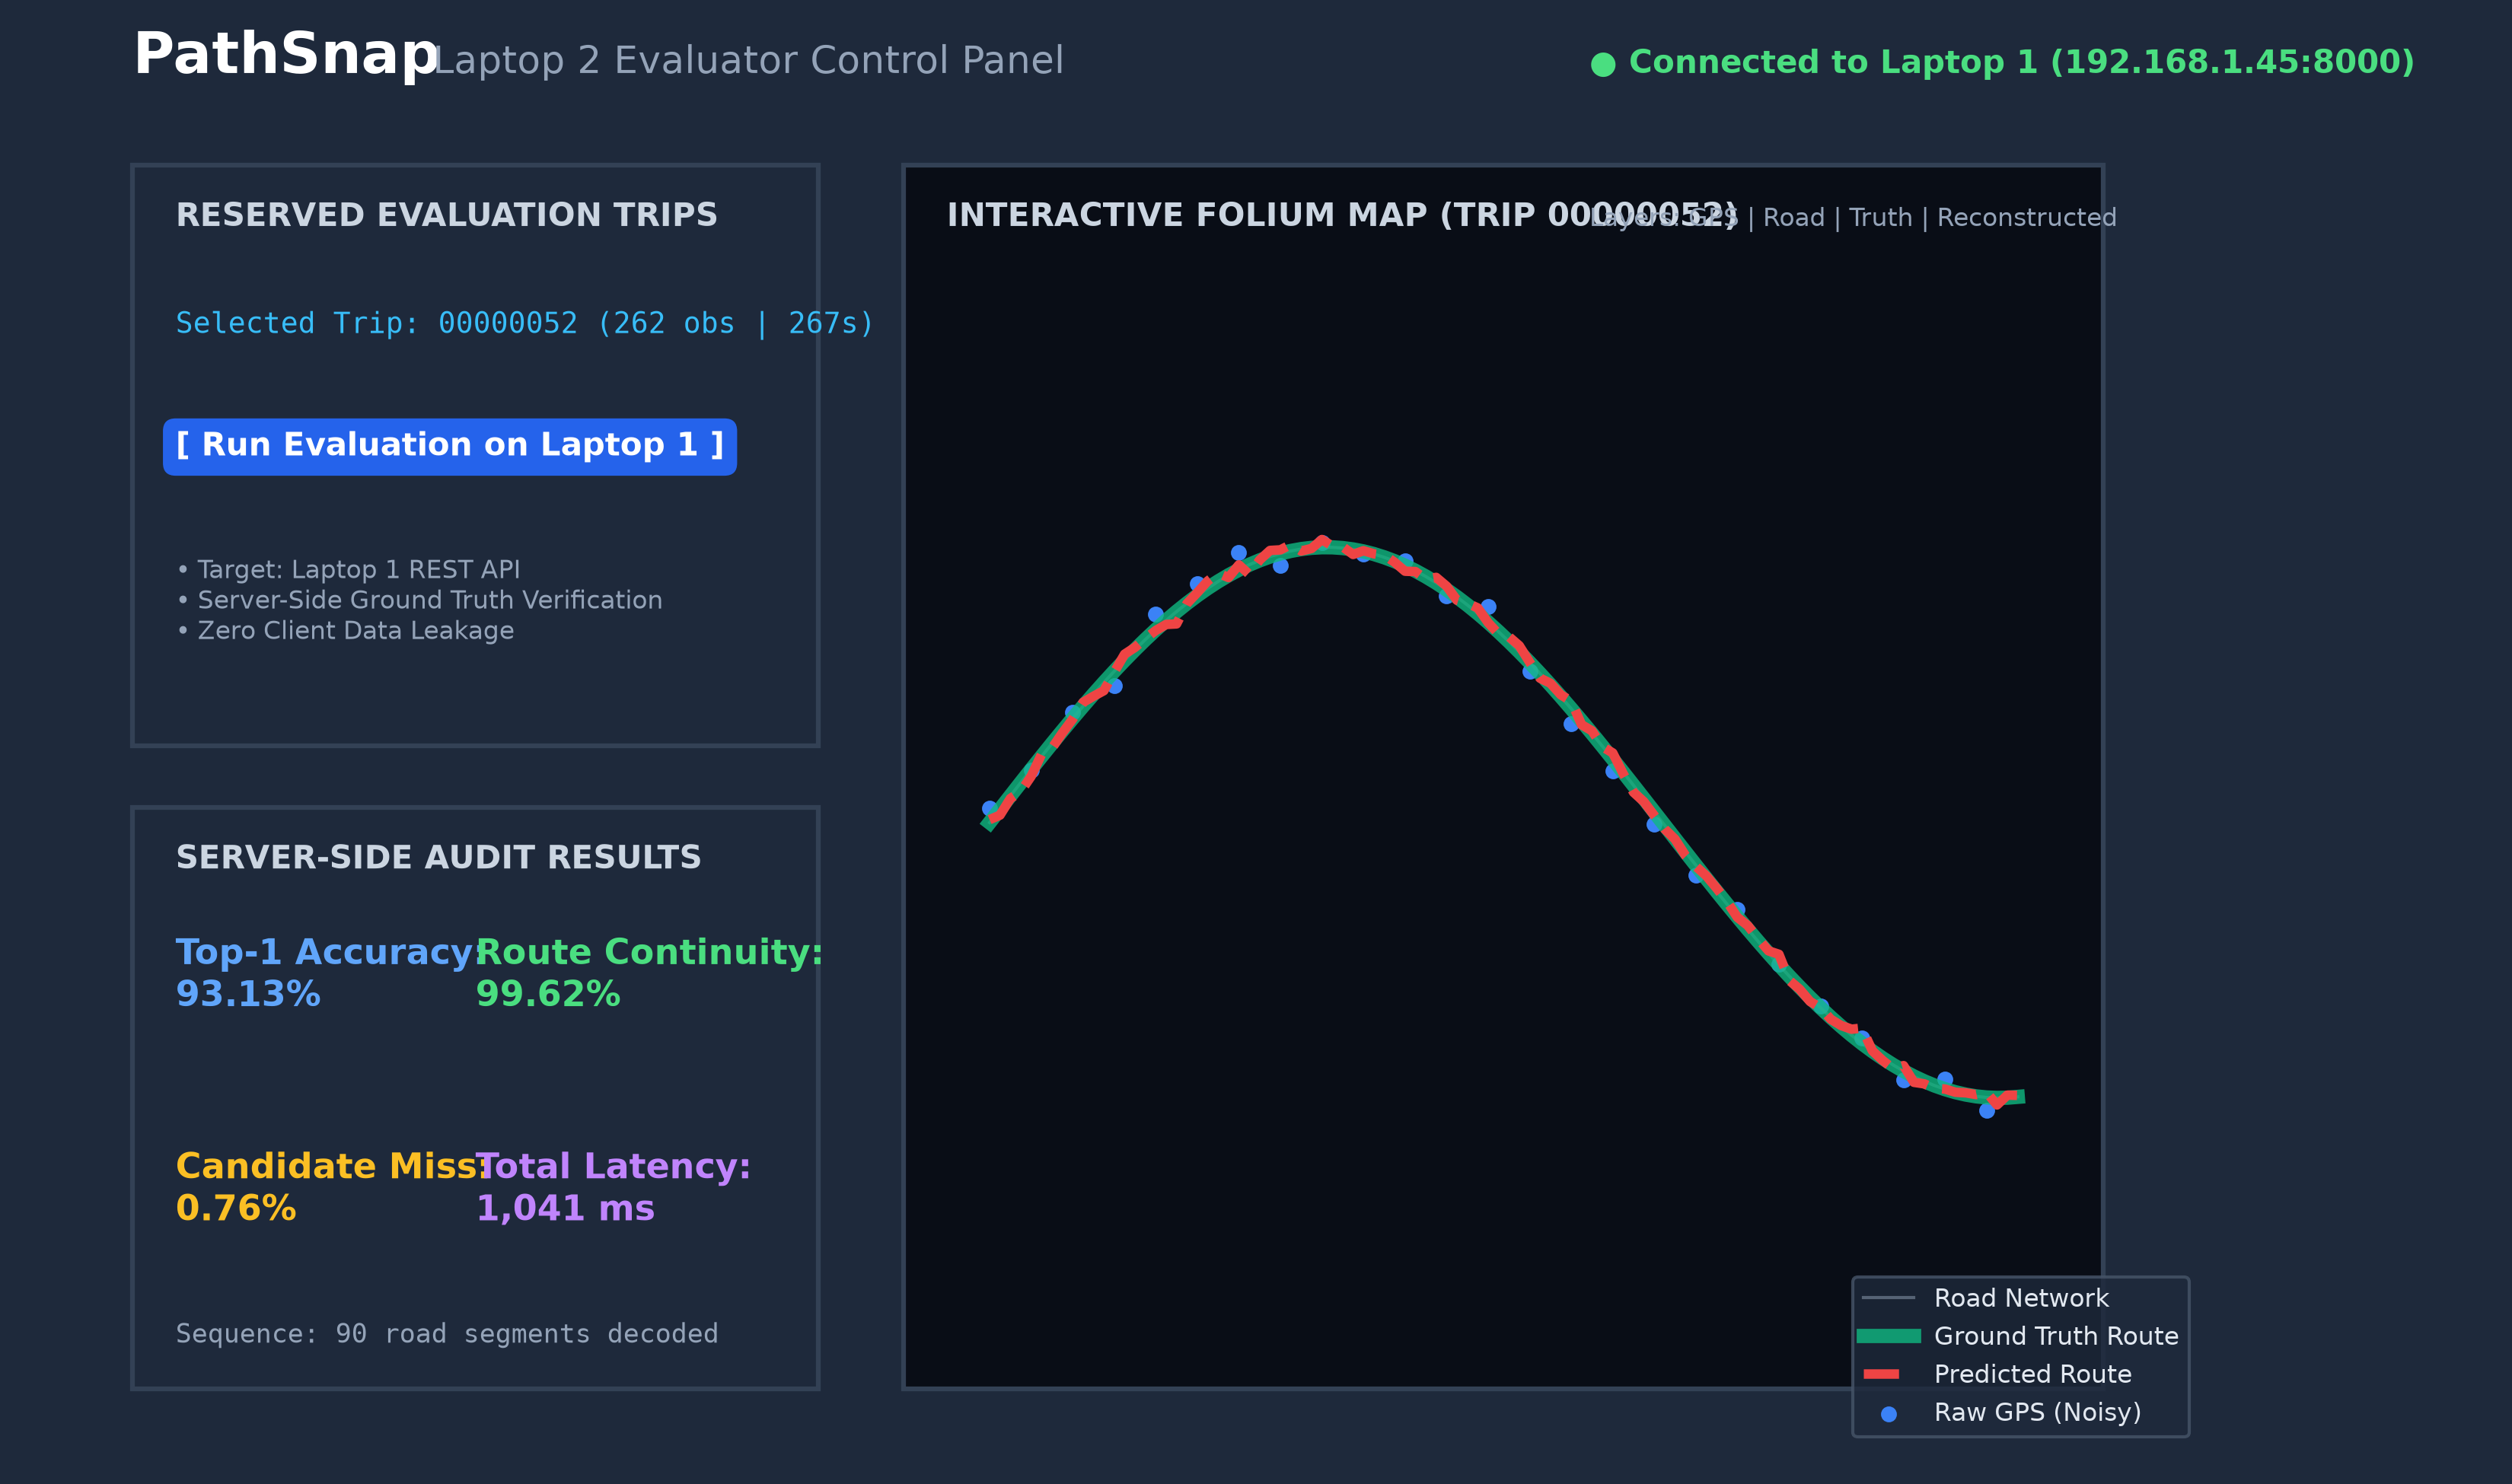 PathSnap Laptop 2 Evaluator Control Panel
● Connected to Laptop 1 (192.168.1.45:8000)
RESERVED EVALUATION TRIPS
Selected Trip: 00000052 (262 obs | 267s)
[ Run Evaluation on Laptop 1 ]
• Target: Laptop 1 REST API
• Server-Side Ground Truth Verification
• Zero Client Data Leakage
SERVER-SIDE AUDIT RESULTS
Top-1 Accuracy:
93.13%
Route Continuity:
99.62%
Candidate Miss:
0.76%
Total Latency:
1,041 ms
Sequence: 90 road segments decoded
INTERACTIVE FOLIUM MAP (TRIP 00000052)
Layers: GPS | Road | Truth | Reconstructed
Road Network
Ground Truth Route
Predicted Route
Raw GPS (Noisy)